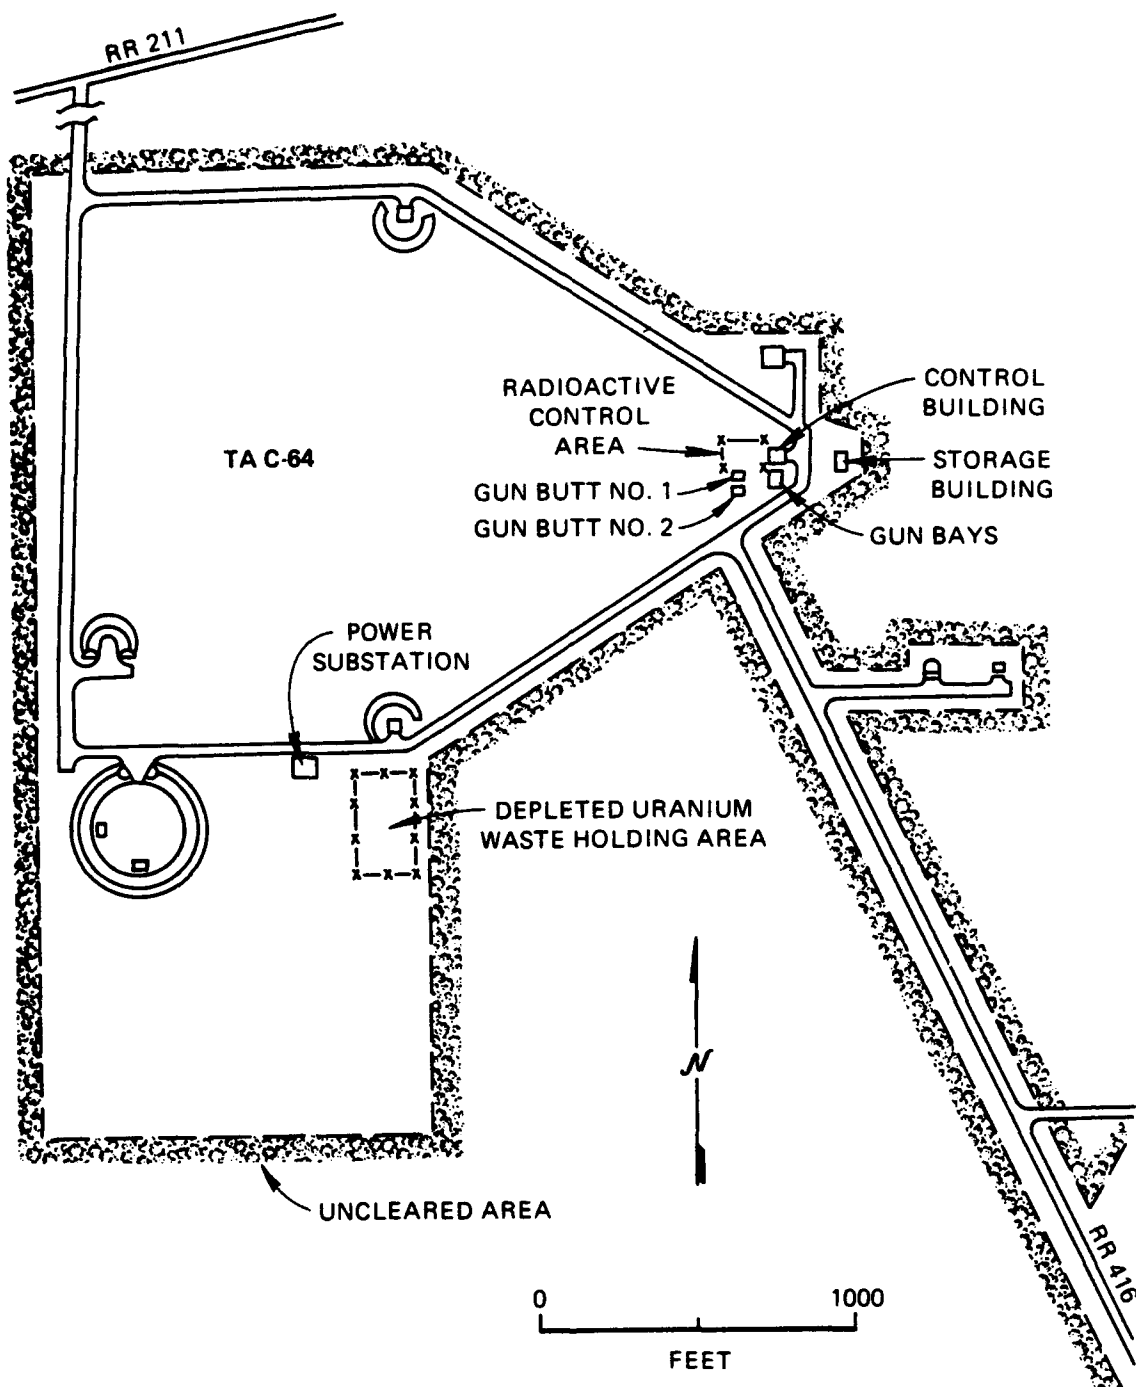 RR 211
RADIOACTIVE
CONTROL
AREA
CONTROL
BUILDING
TA C-64
STORAGE
BUILDING
GUN BUTT NO. 1
GUN BUTT NO. 2
GUN BAYS
POWER
SUBSTATION
DEPLETED URANIUM
WASTE HOLDING AREA
N
UNCLEARED AREA
RR 416
0 1000
FEET